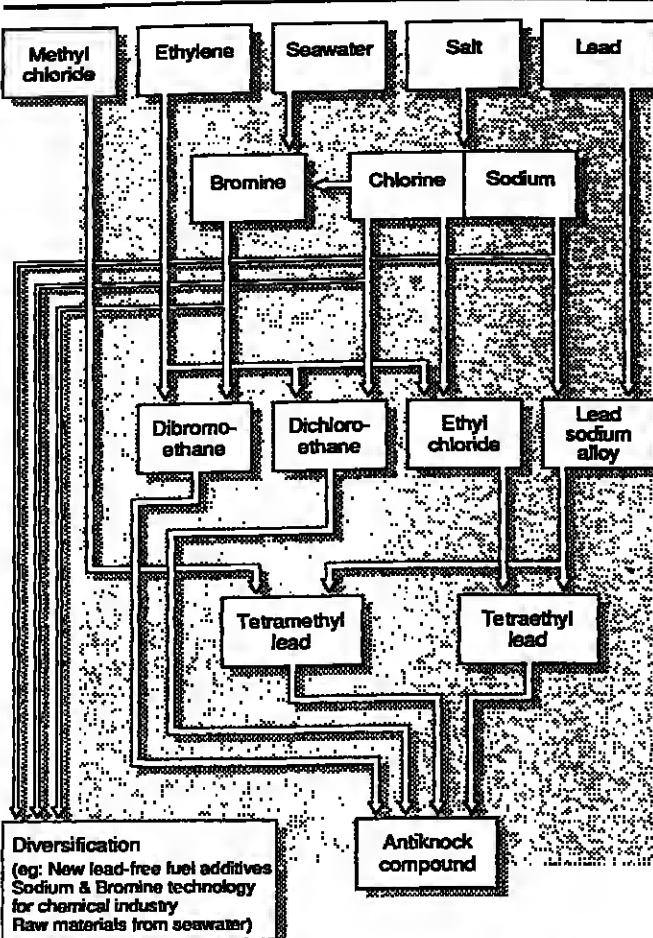 Methyl
chloride
Ethylene
Seawater
Salt
Lead
Bromine
Chlorine
Sodium
Dibromo-
ethane
Dichloro-
ethane
Ethyl
chloride
Lead
sodium
alloy
Tetramethyl
lead
Tetraethyl
lead
Diversification
(eg: New lead-free fuel additives
Sodium & Bromine technology
for chemical industry
Raw materials from seawater)
Antiknock
compound